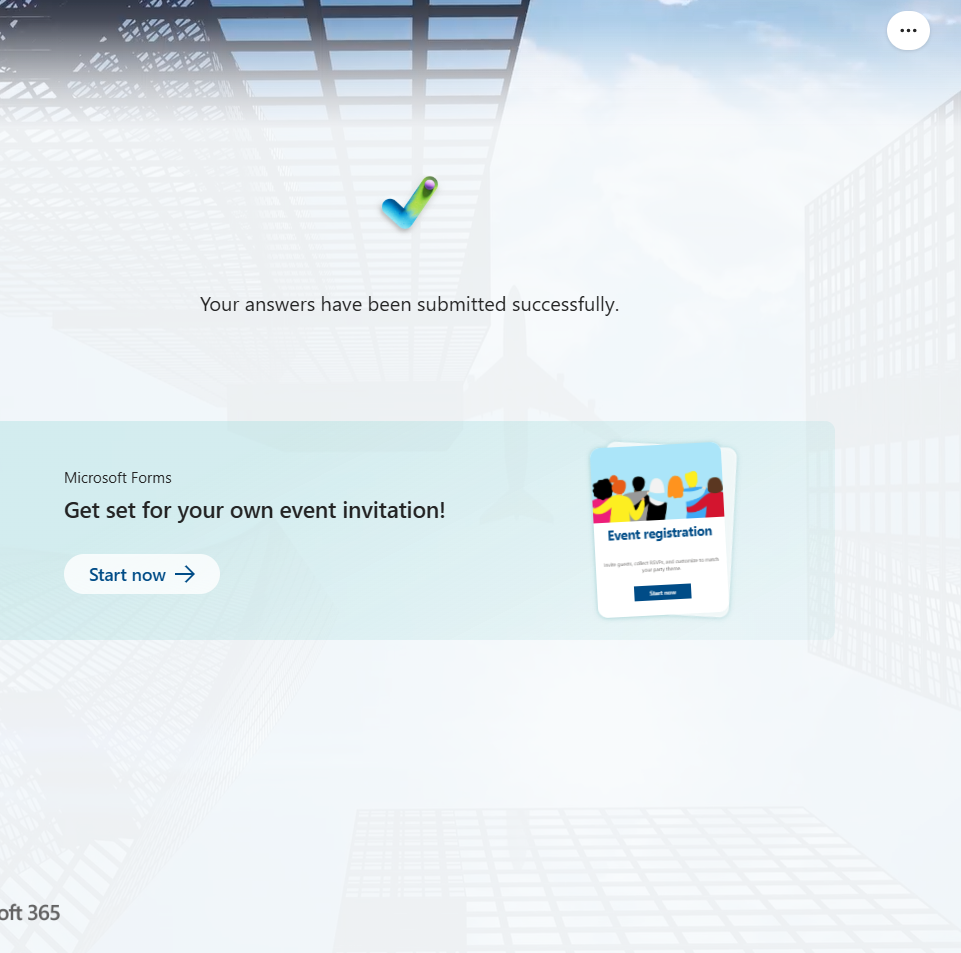 Your answers have been submitted successfully.
Microsoft Forms
Get set for your own event invitation!
Start now
Event registration
Invite guests, collect RSVPs, and customize to match
your party theme.
Start now
oft 365